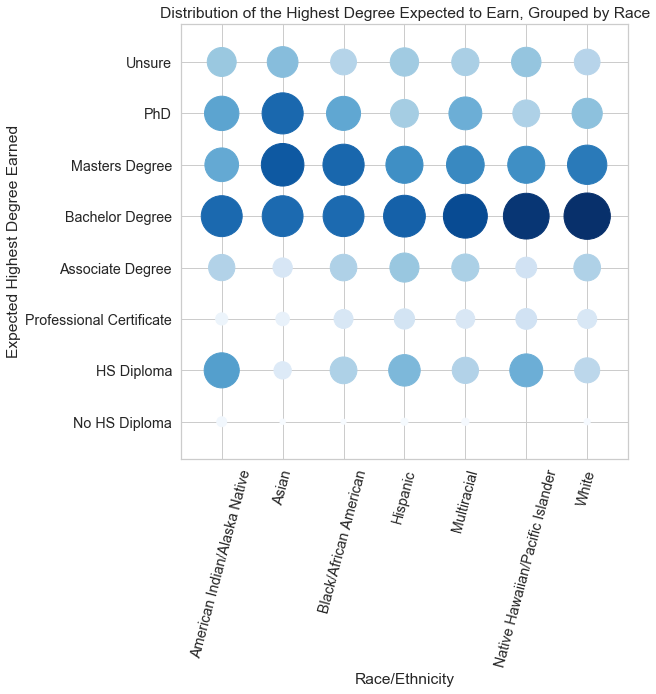 Distribution of the Highest Degree Expected to Earn, Grouped by Race
Expected Highest Degree Earned
Unsure
PhD
Masters Degree
Bachelor Degree
Associate Degree
Professional Certificate
HS Diploma
No HS Diploma
American Indian/Alaska Native
Asian
Black/African American
Hispanic
Multiracial
Native Hawaiian/Pacific Islander
White
Race/Ethnicity